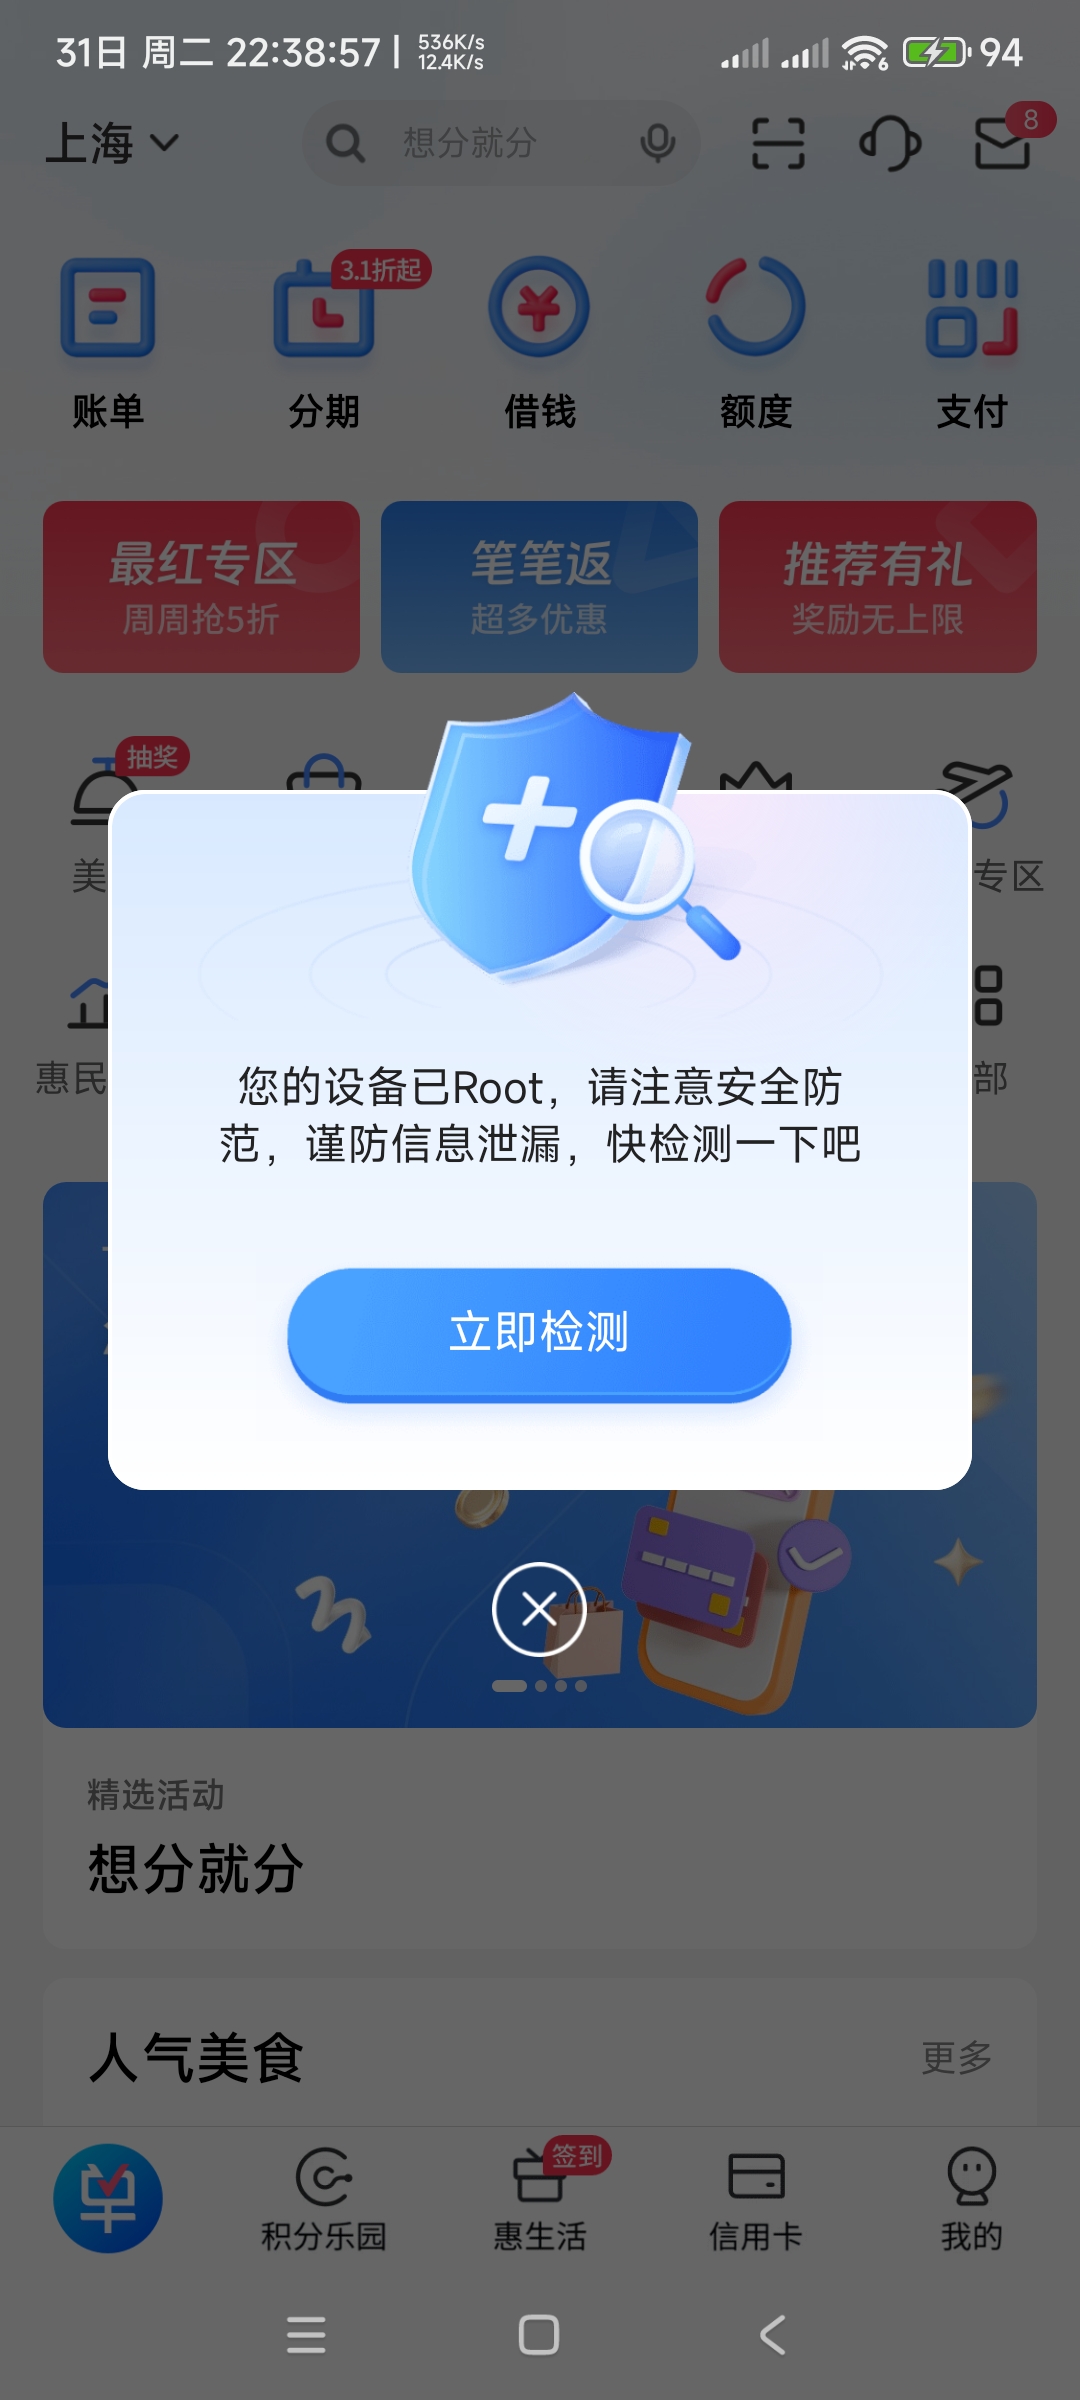 31日 周二 22:38:57 | 536K/s 12.4K/s 6 94
上海 想分就分 8
3.1折起
账单 分期 借钱 额度 支付
最红专区 笔笔返 推荐有礼
周周抢5折 超多优惠 奖励无上限
抽奖
美 专区
惠民 部
您的设备已Root，请注意安全防
范，谨防信息泄漏，快检测一下吧
立即检测
精选活动
想分就分
人气美食 更多
签到
单 积分乐园 惠生活 信用卡 我的